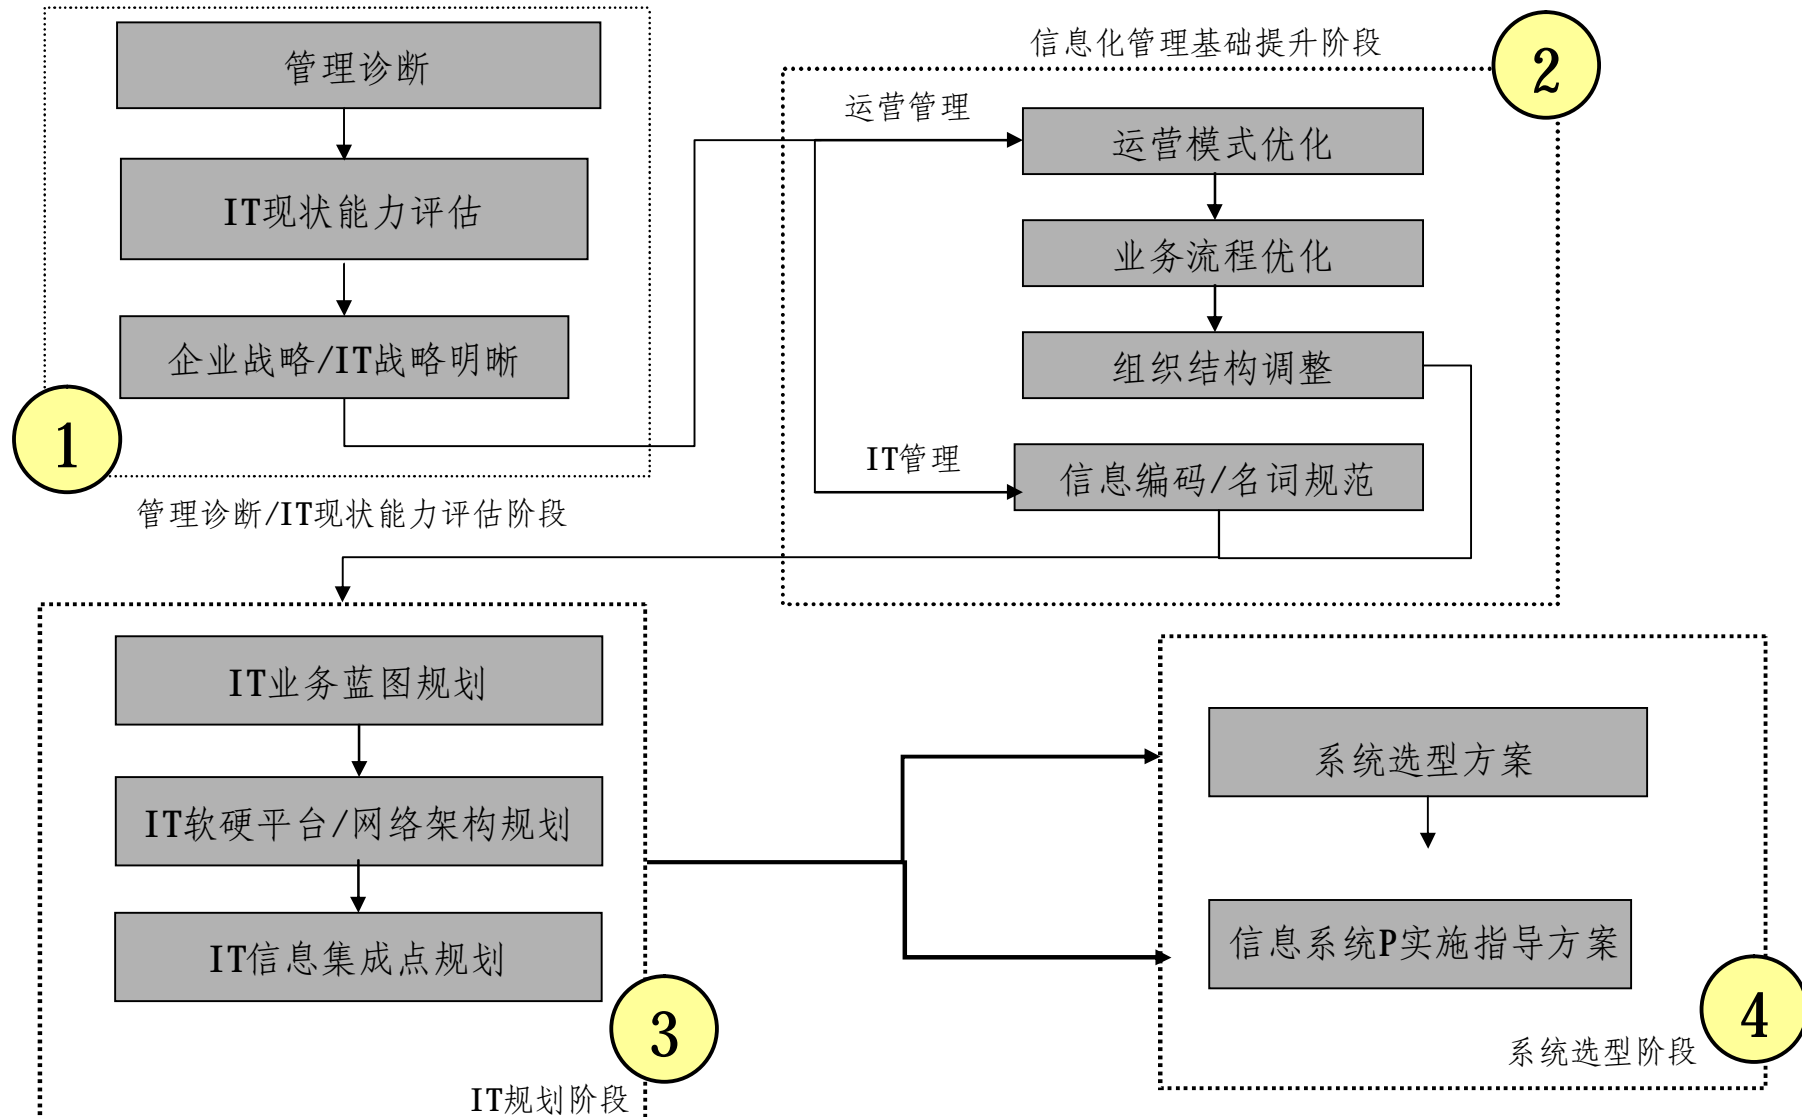 管理诊断
IT现状能力评估
企业战略/IT战略明晰
1
管理诊断/IT现状能力评估阶段
信息化管理基础提升阶段
2
运营管理
运营模式优化
业务流程优化
组织结构调整
IT管理
信息编码/名词规范
IT业务蓝图规划
IT软硬平台/网络架构规划
IT信息集成点规划
3
IT规划阶段
系统选型方案
信息系统P实施指导方案
4
系统选型阶段